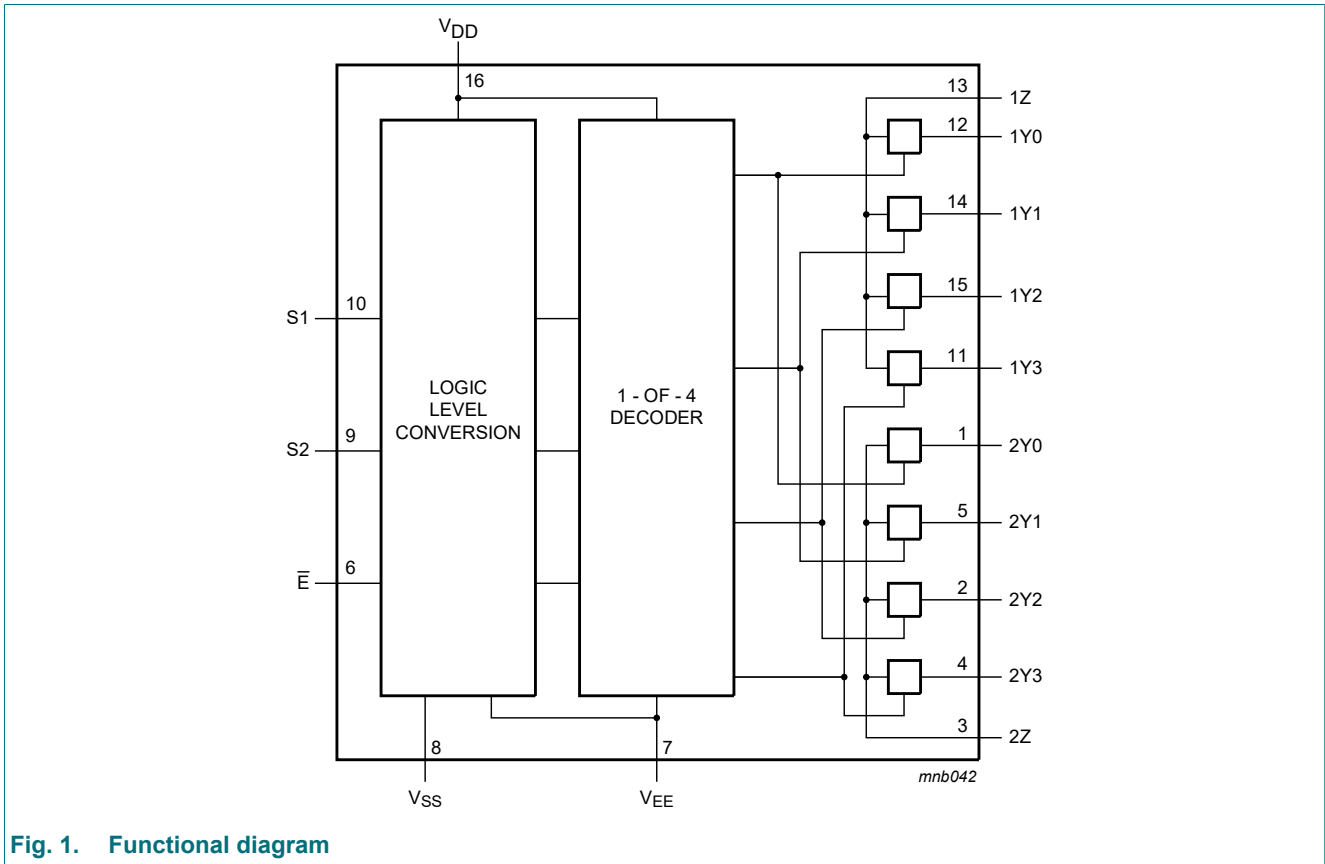 VDD
16
13 1Z
12 1Y0
14 1Y1
15 1Y2
S1 10
11 1Y3
LOGIC
LEVEL
CONVERSION
1 - OF - 4
DECODER
S2 9
1 2Y0
5 2Y1
E̅ 6
2 2Y2
4 2Y3
3 2Z
8
7
mnb042
VSS
VEE
Fig. 1. Functional diagram